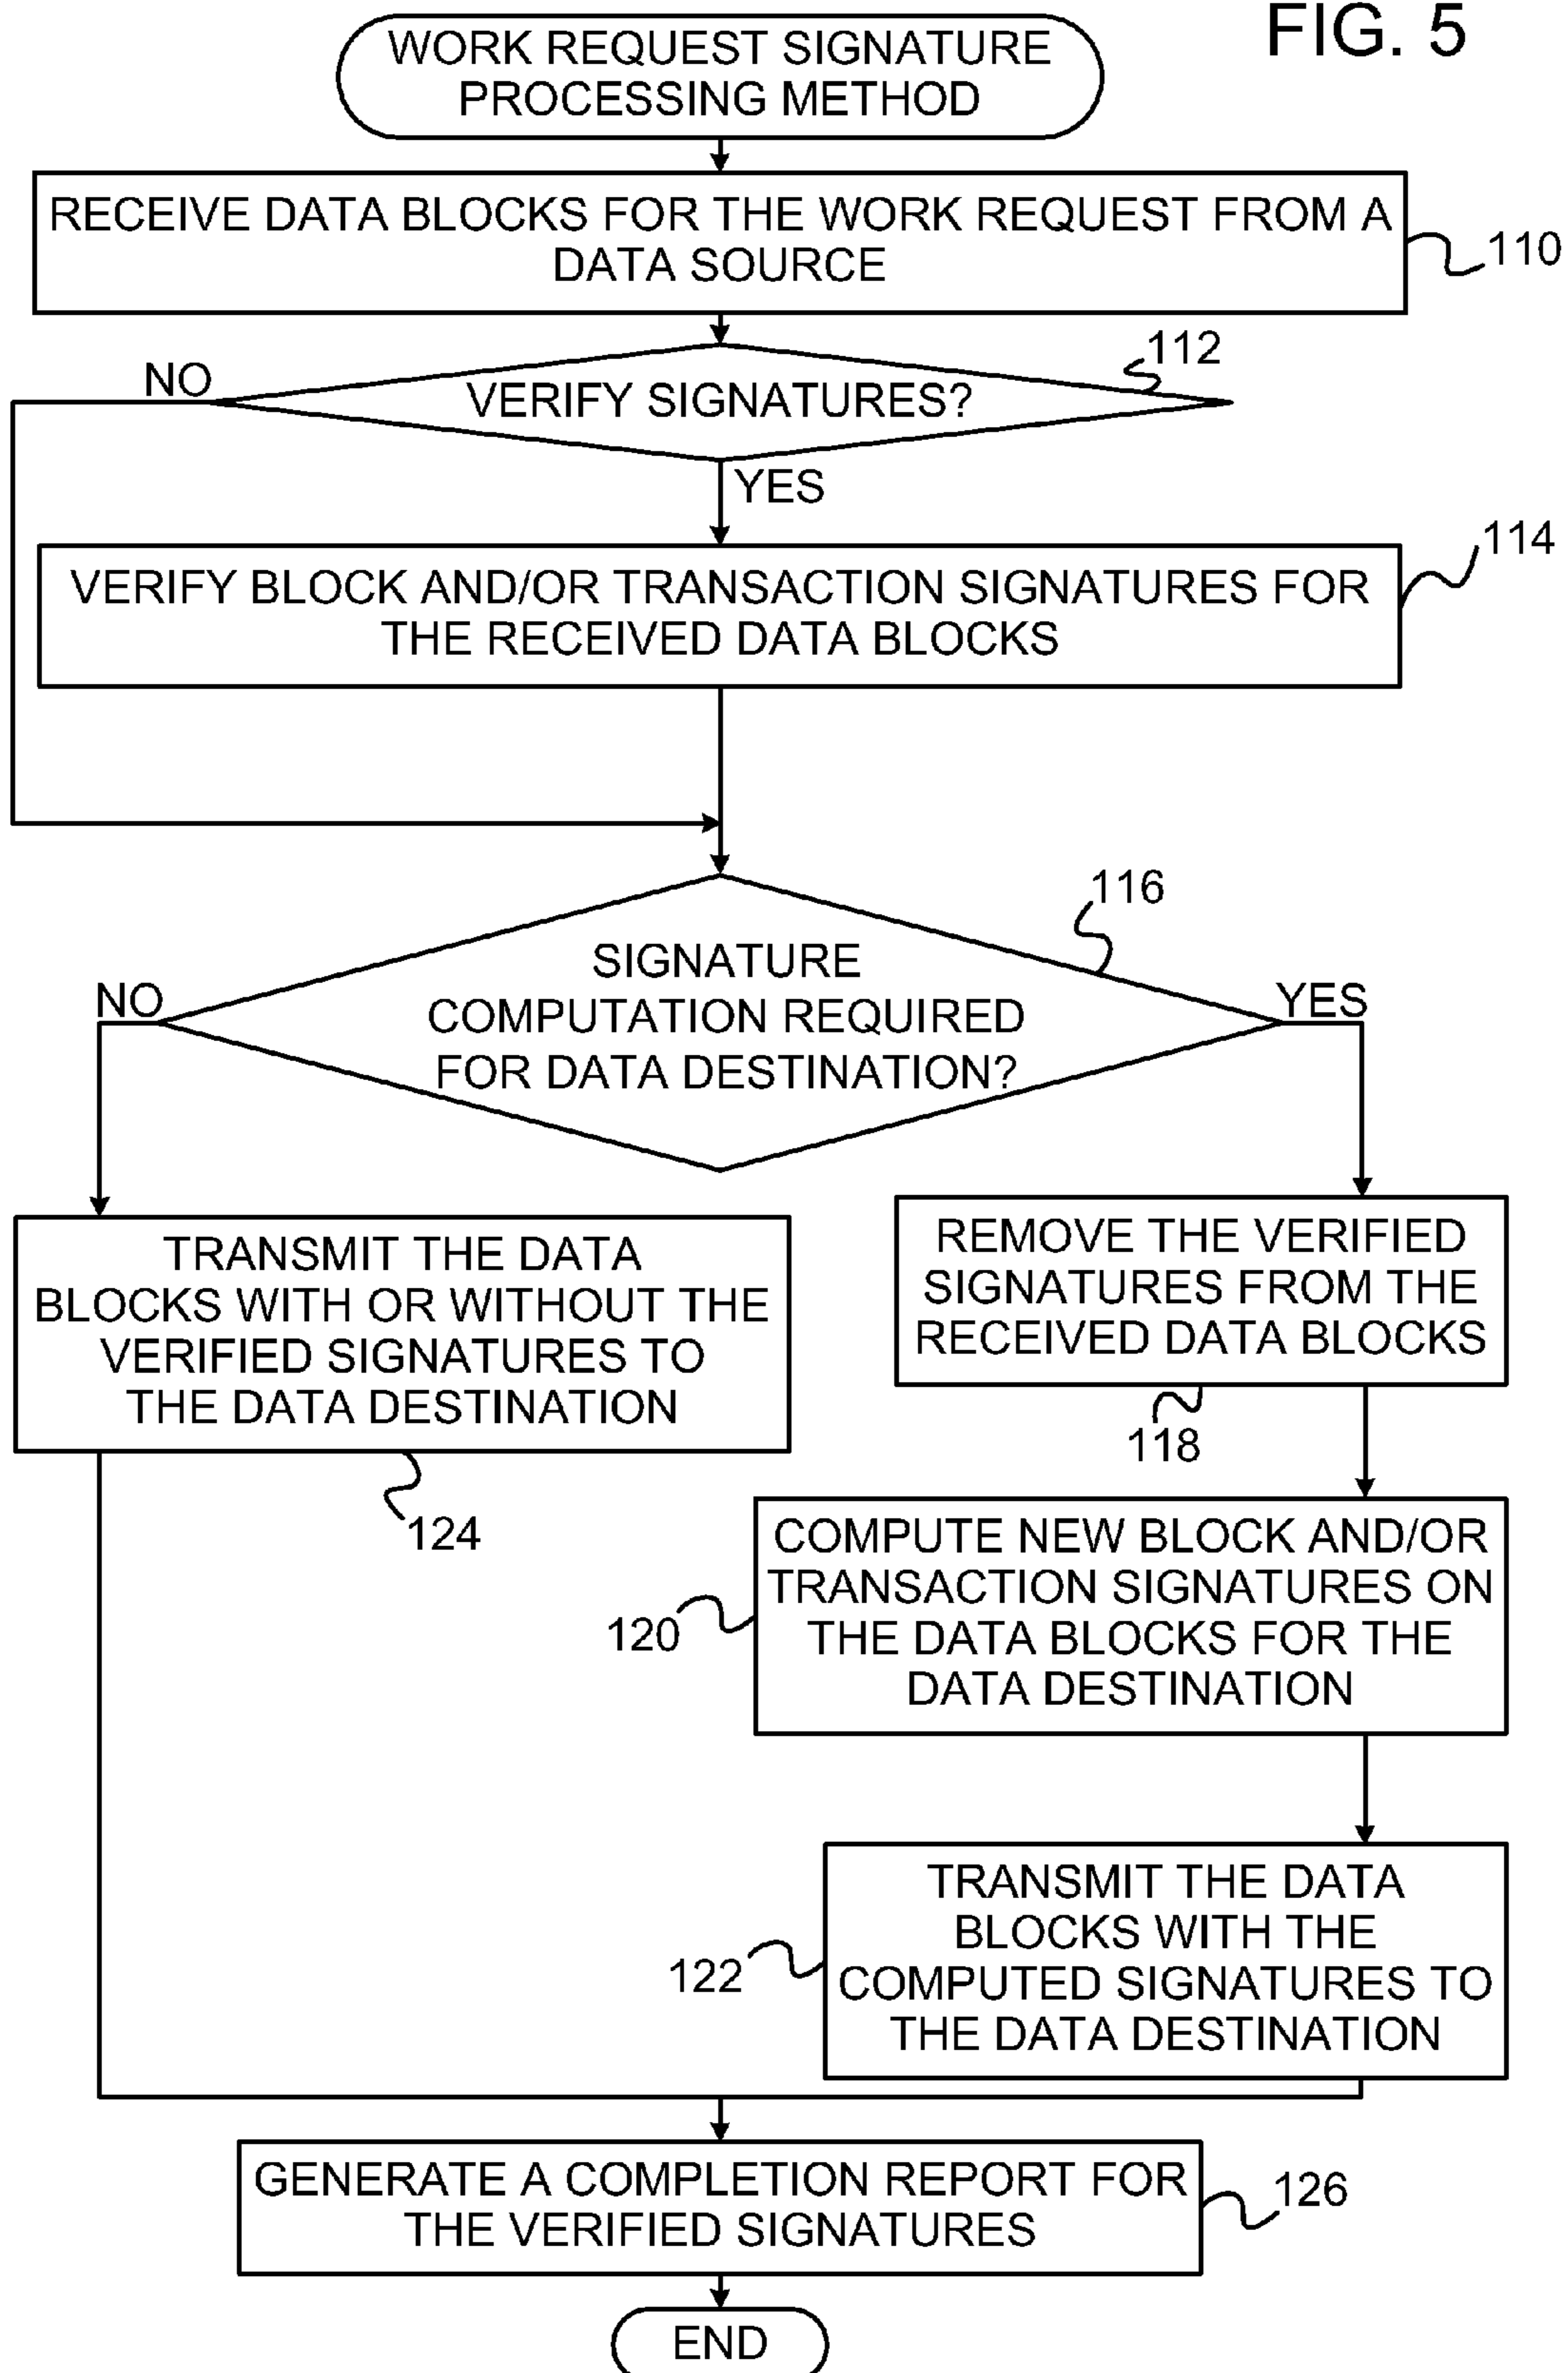 FIG. 5
WORK REQUEST SIGNATURE
PROCESSING METHOD
RECEIVE DATA BLOCKS FOR THE WORK REQUEST FROM A
DATA SOURCE
110
112
NO
VERIFY SIGNATURES?
YES
114
VERIFY BLOCK AND/OR TRANSACTION SIGNATURES FOR
THE RECEIVED DATA BLOCKS
116
SIGNATURE
COMPUTATION REQUIRED
FOR DATA DESTINATION?
NO
YES
TRANSMIT THE DATA
BLOCKS WITH OR WITHOUT THE
VERIFIED SIGNATURES TO
THE DATA DESTINATION
124
REMOVE THE VERIFIED
SIGNATURES FROM THE
RECEIVED DATA BLOCKS
118
COMPUTE NEW BLOCK AND/OR
TRANSACTION SIGNATURES ON
THE DATA BLOCKS FOR THE
DATA DESTINATION
120
TRANSMIT THE DATA
BLOCKS WITH THE
COMPUTED SIGNATURES TO
THE DATA DESTINATION
122
GENERATE A COMPLETION REPORT FOR
THE VERIFIED SIGNATURES
126
END